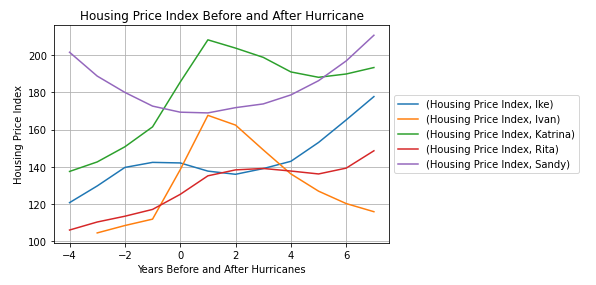 Housing Price Index Before and After Hurricane
Housing Price Index
200
180
160
140
120
100
−4
−2
0
2
4
6
Years Before and After Hurricanes
(Housing Price Index, Ike)
(Housing Price Index, Ivan)
(Housing Price Index, Katrina)
(Housing Price Index, Rita)
(Housing Price Index, Sandy)